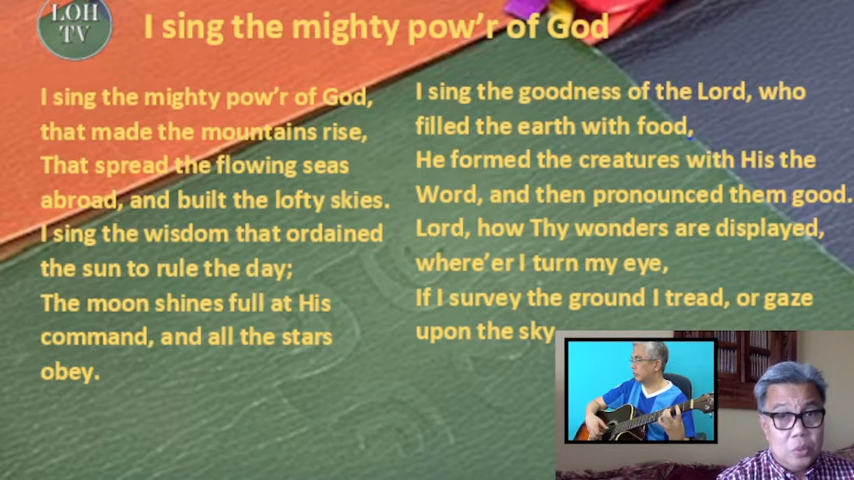 LOH
TV
I sing the mighty pow'r of God
I sing the mighty pow'r of God,
that made the mountains rise,
That spread the flowing seas
abroad, and built the lofty skies.
I sing the wisdom that ordained
the sun to rule the day;
The moon shines full at His
command, and all the stars
obey.
I sing the goodness of the Lord, who
filled the earth with food,
He formed the creatures with His the
Word, and then pronounced them good.
Lord, how Thy wonders are displayed,
where'er I turn my eye,
If I survey the ground I tread, or gaze
upon the sky